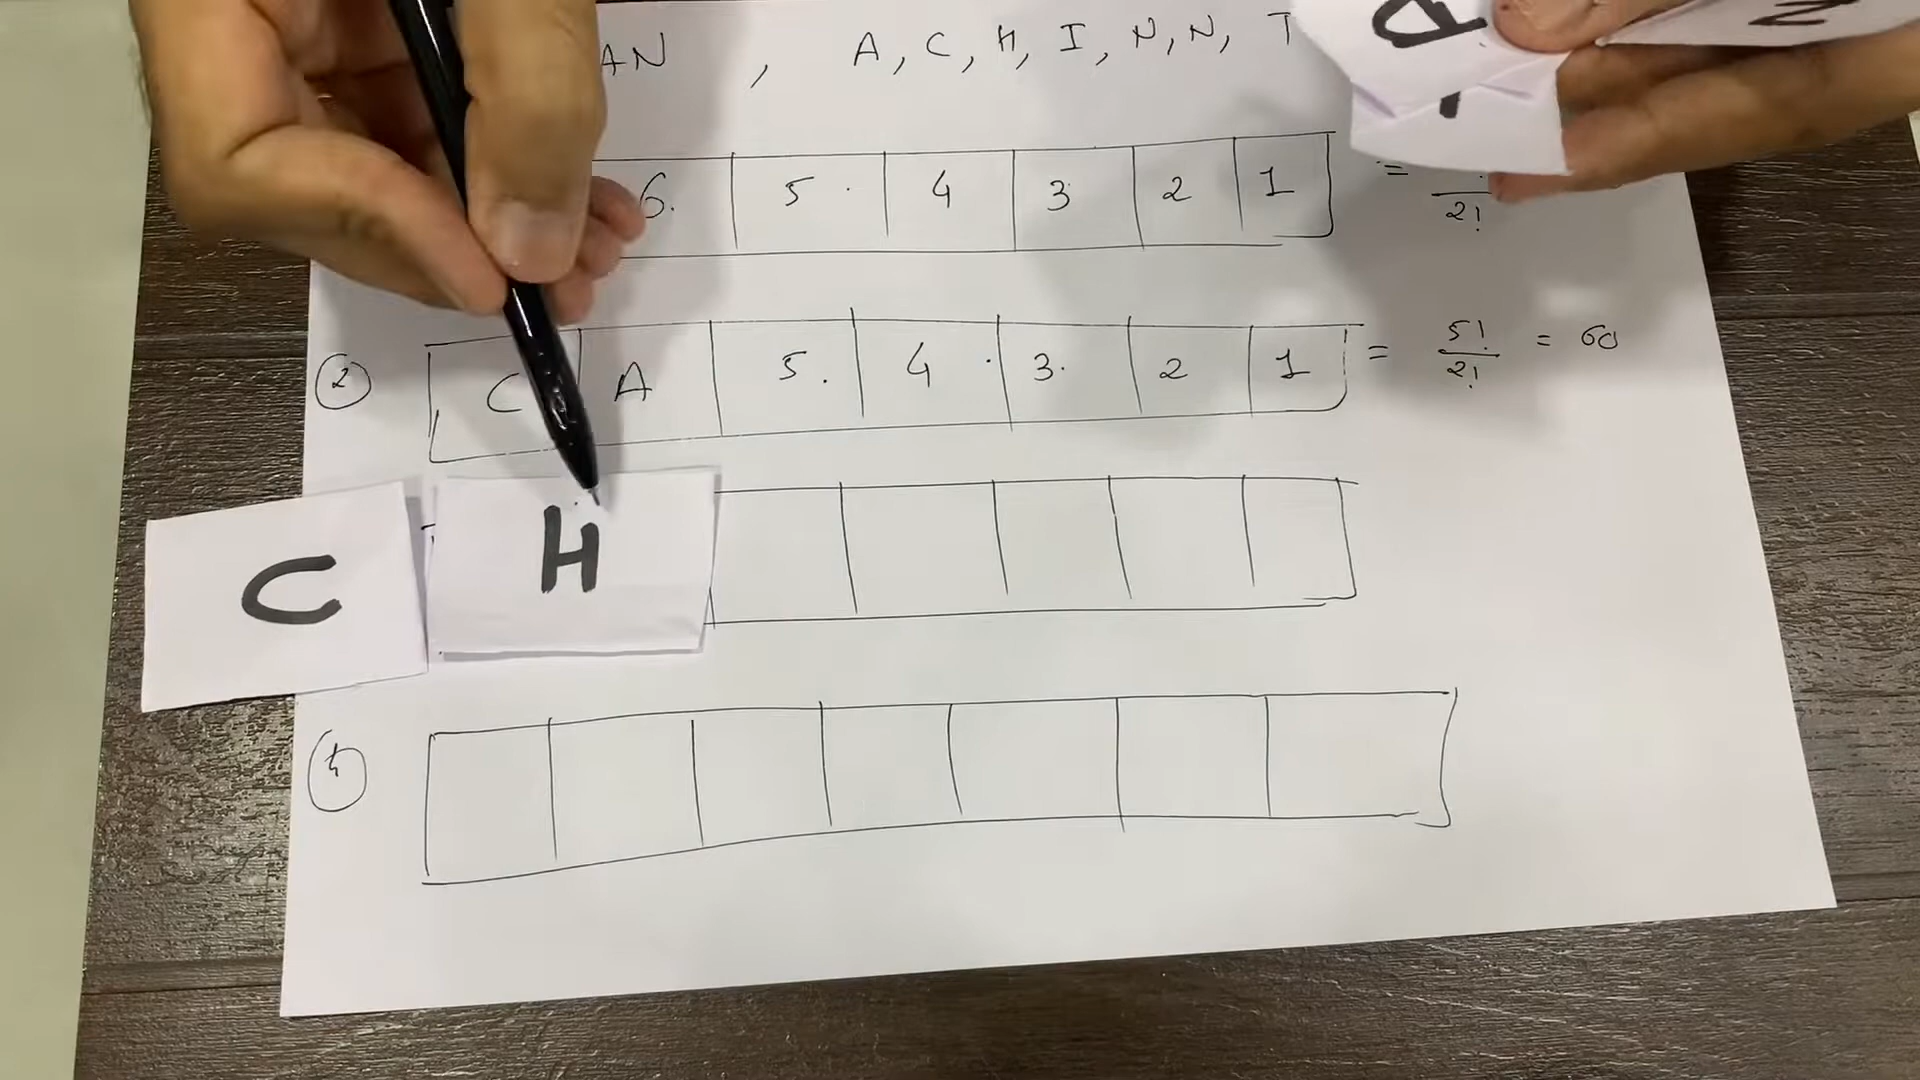 AN , A, C, H, I, N, N, T
6. 5 . 4 3. 2 1 =
2!
2 C A 5. 4 . 3. 2 1 = 5!/2! = 60
C H
4